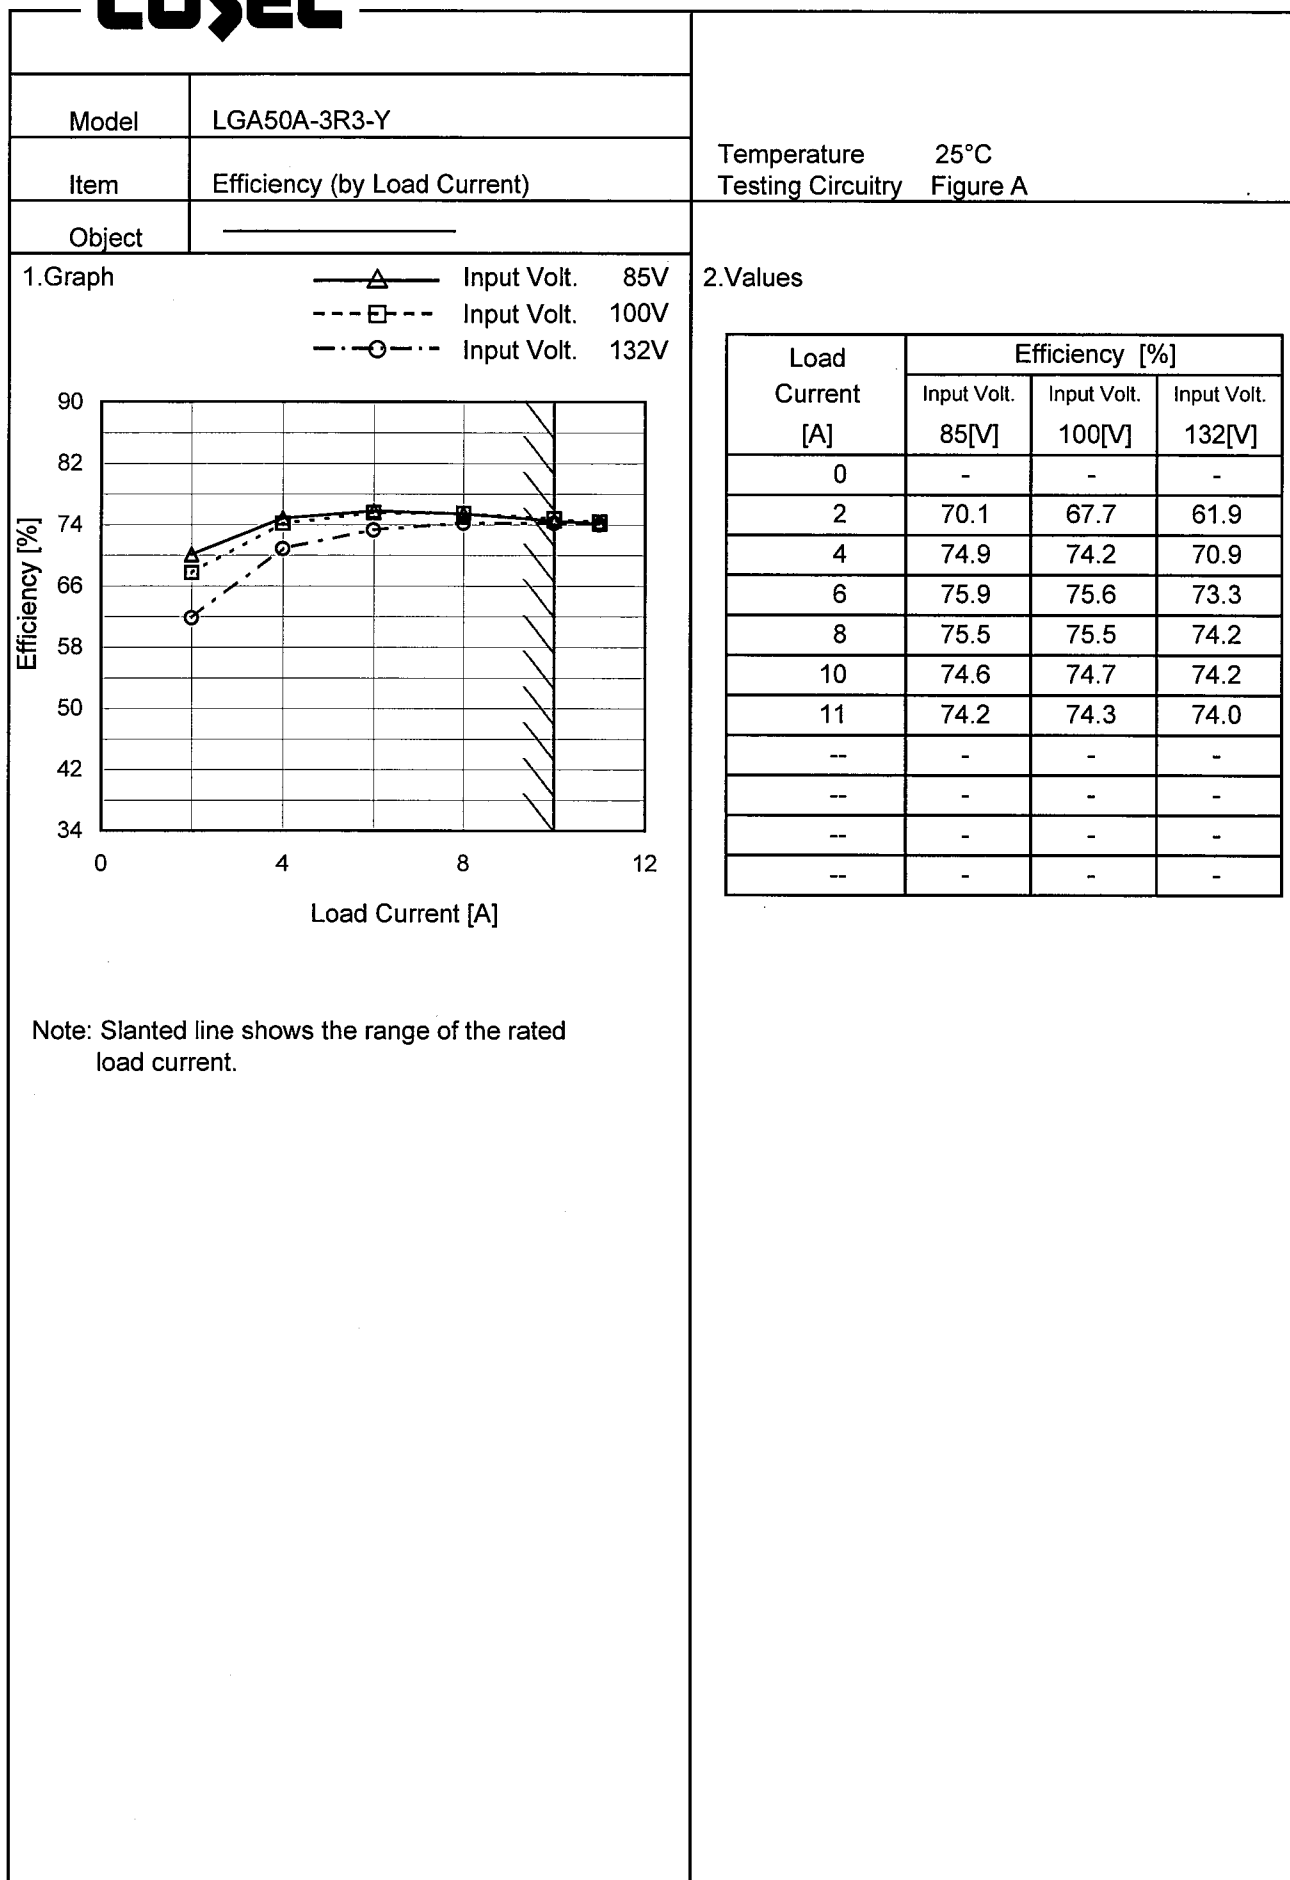 COSEL
Model LGA50A-3R3-Y
Item Efficiency (by Load Current)
Object
Temperature 25°C
Testing Circuitry Figure A
1.Graph
Input Volt. 85V
Input Volt. 100V
Input Volt. 132V
90
82
74
66
58
50
42
34
Efficiency [%]
0 4 8 12
Load Current [A]
Note: Slanted line shows the range of the rated
load current.
2.Values
Load Efficiency [%]
Current Input Volt. Input Volt. Input Volt.
[A] 85[V] 100[V] 132[V]
0 - - -
2 70.1 67.7 61.9
4 74.9 74.2 70.9
6 75.9 75.6 73.3
8 75.5 75.5 74.2
10 74.6 74.7 74.2
11 74.2 74.3 74.0
-- - - -
-- - - -
-- - - -
-- - - -